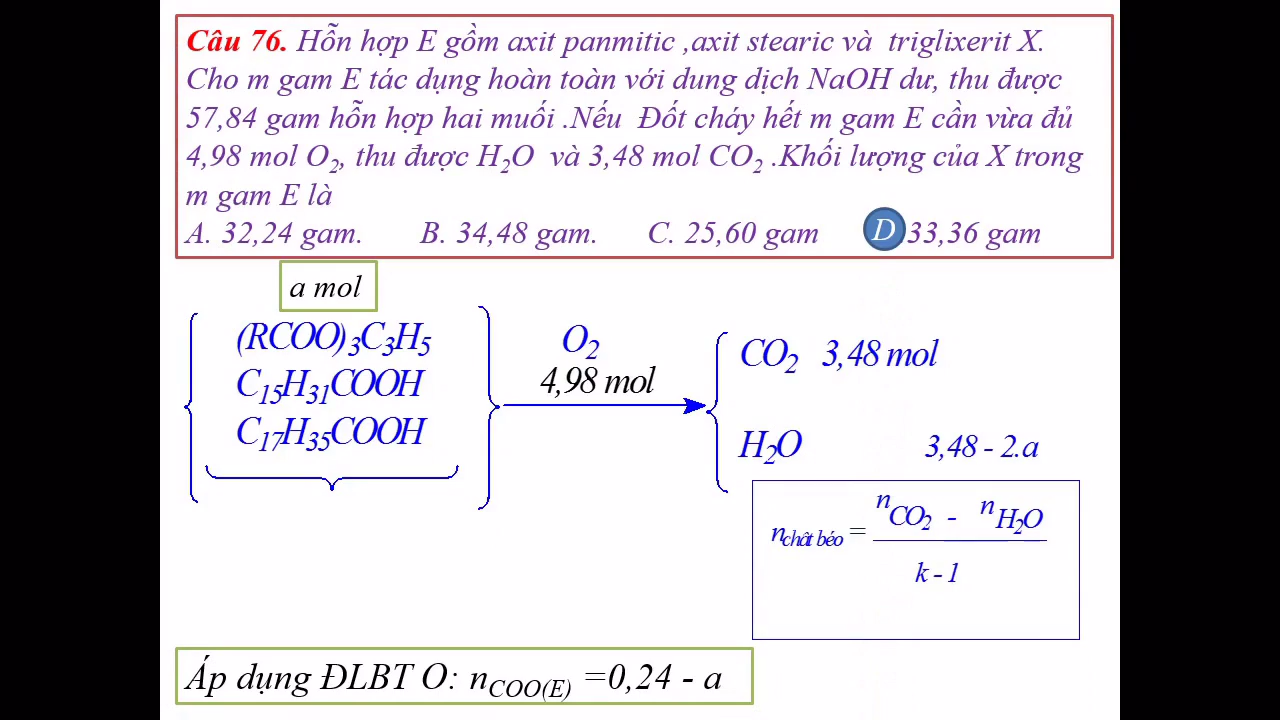 Câu 76. Hỗn hợp E gồm axit panmitic ,axit stearic và triglixerit X.
Cho m gam E tác dụng hoàn toàn với dung dịch NaOH dư, thu được
57,84 gam hỗn hợp hai muối .Nếu Đốt cháy hết m gam E cần vừa đủ
4,98 mol O2, thu được H2O và 3,48 mol CO2 .Khối lượng của X trong
m gam E là
A. 32,24 gam. B. 34,48 gam. C. 25,60 gam D 33,36 gam
a mol
(RCOO)3C3H5
C15H31COOH
C17H35COOH
O2
4,98 mol
CO2 3,48 mol
H2O 3,48 - 2.a
nchât béo = nCO2 - nH2O
k - 1
Áp dụng ĐLBT O: nCOO(E) =0,24 - a